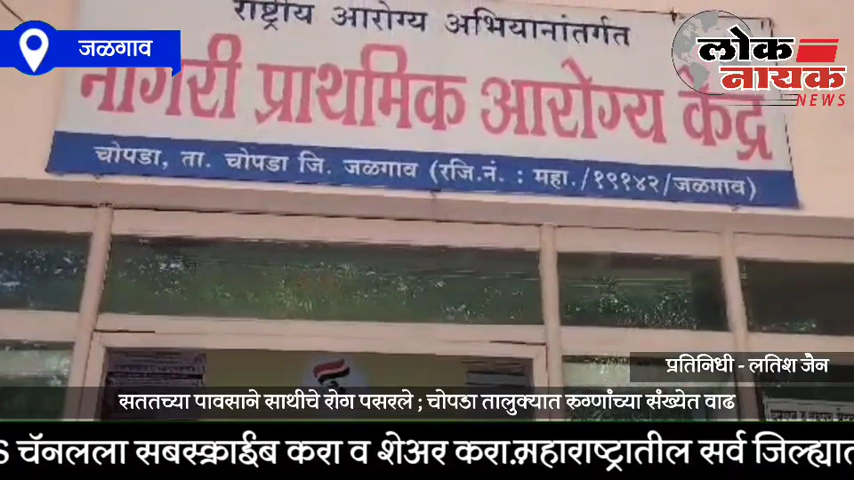 राष्ट्रीय आरोग्य अभियानांतर्गत
लोक
नायक
NEWS
जळगाव
नागरी प्राथमिक आरोग्य केंद्र
चोपडा, ता. चोपडा जि. जळगाव (रजि.नं. : महा./१९१४२/जळगाव)
प्रतिनिधी - लतिश जैन
सततच्या पावसाने साथीचे रोग पसरले ; चोपडा तालुक्यात रुग्णांच्या संख्येत वाढ
S चॅनलला सबस्क्राईब करा व शेअर करा.
महाराष्ट्रातील सर्व जिल्ह्यात